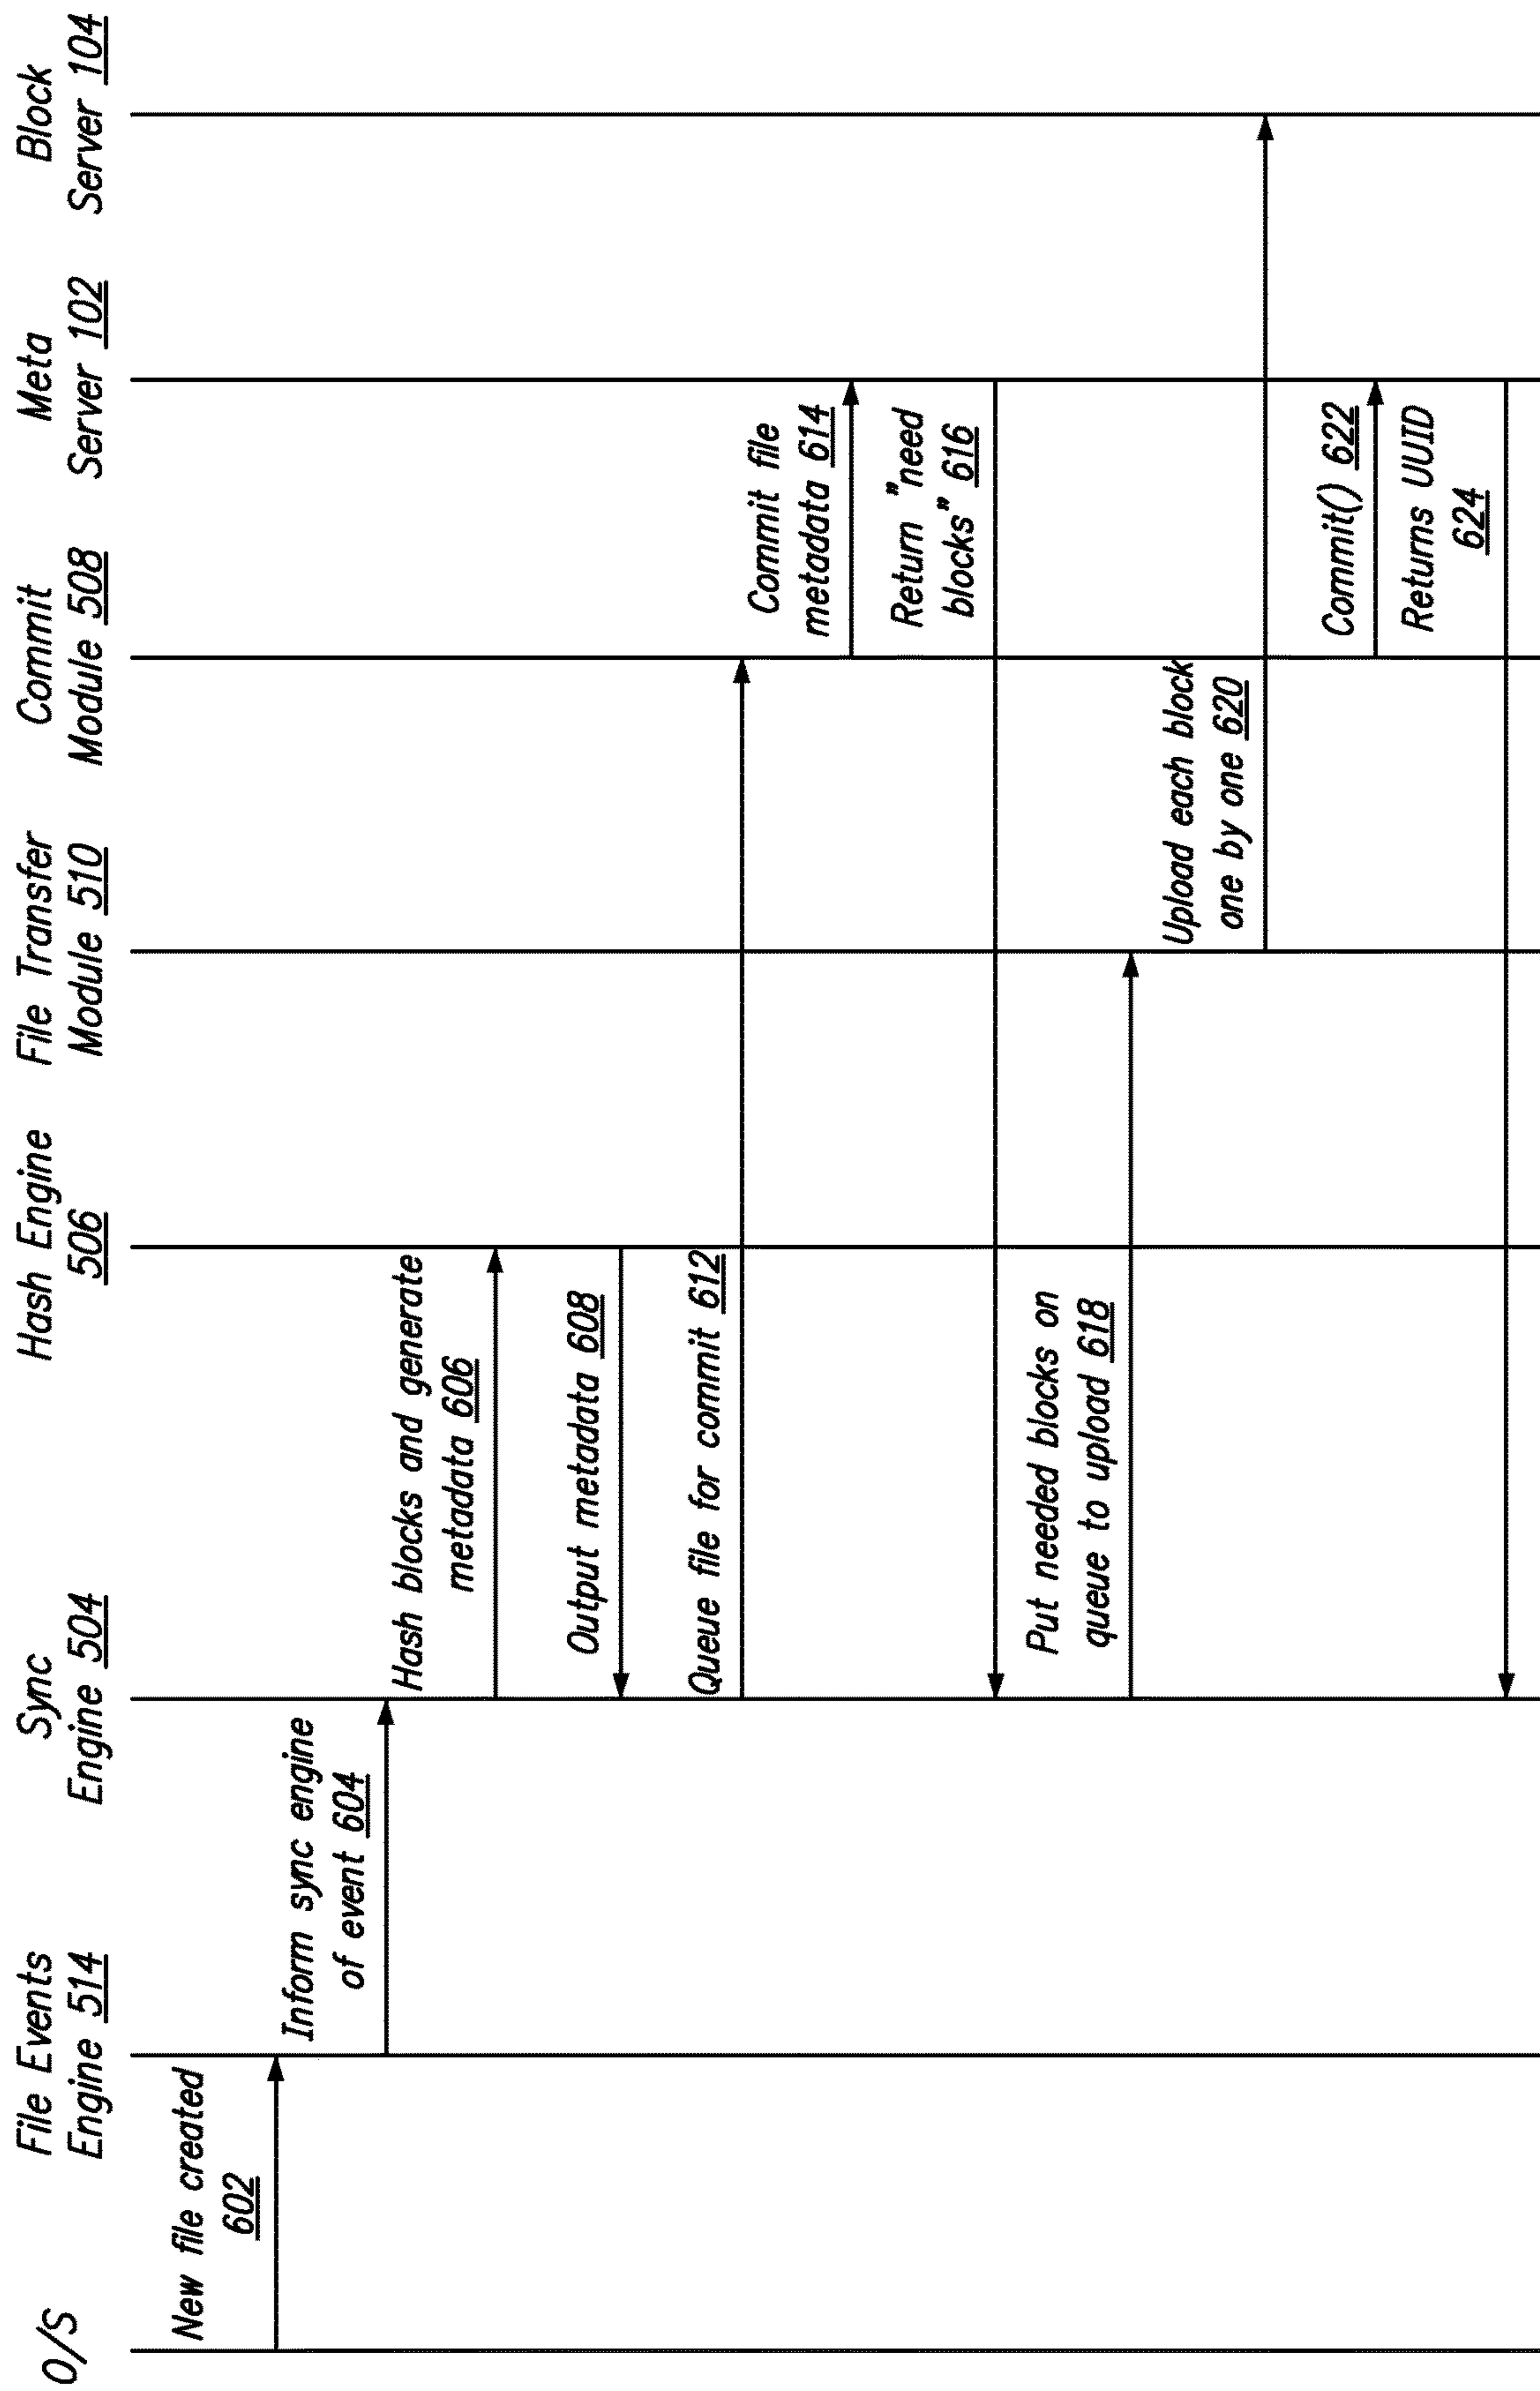 O/S
File Events
Engine 514
Sync
Engine 504
Hash Engine
506
File Transfer
Module 510
Commit
Module 508
Meta
Server 102
Block
Server 104
New file created
602
Inform sync engine
of event 604
Hash blocks and generate
metadata 606
Output metadata 608
Queue file for commit 612
Commit file
metadata 614
Return "need
blocks" 616
Put needed blocks on
queue to upload 618
Upload each block
one by one 620
Commit() 622
Returns UUID
624